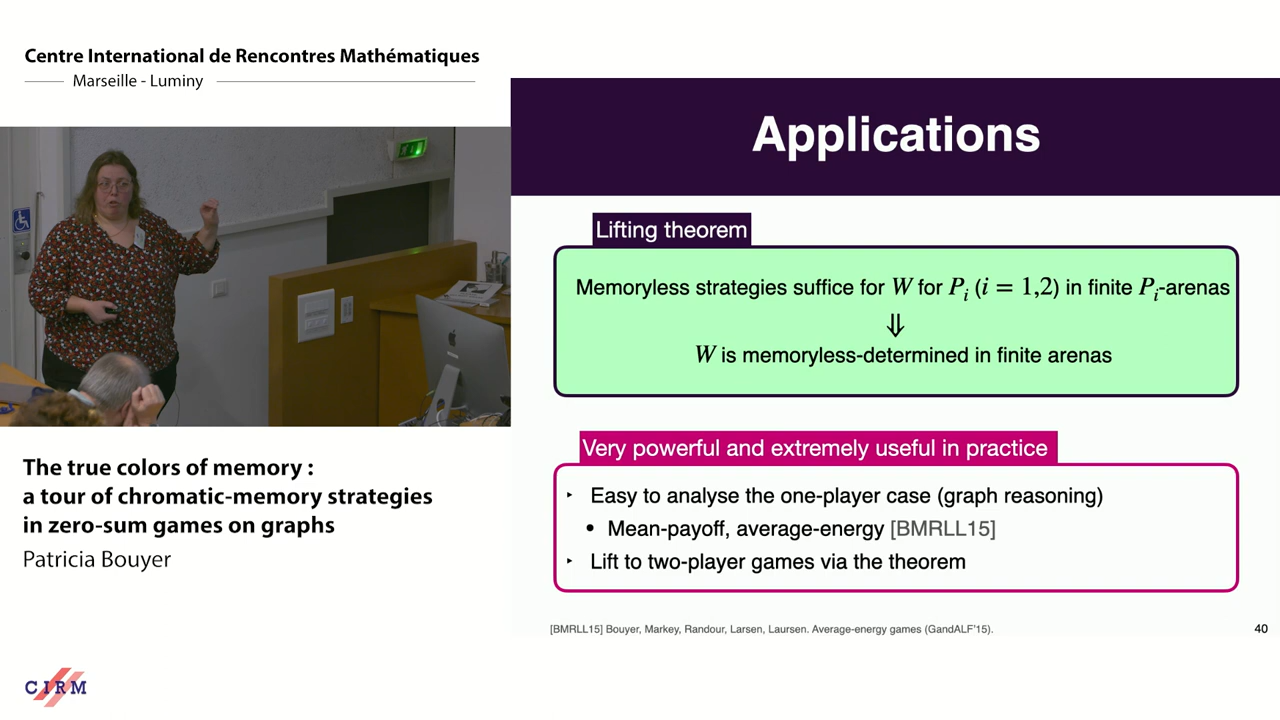 Centre International de Rencontres Mathématiques
Marseille - Luminy
The true colors of memory :
a tour of chromatic-memory strategies
in zero-sum games on graphs
Patricia Bouyer
CIRM
Applications
Lifting theorem
Memoryless strategies suffice for W for P_i (i = 1,2) in finite P_i-arenas
⇓
W is memoryless-determined in finite arenas
Very powerful and extremely useful in practice
‣ Easy to analyse the one-player case (graph reasoning)
• Mean-payoff, average-energy [BMRLL15]
‣ Lift to two-player games via the theorem
[BMRLL15] Bouyer, Markey, Randour, Larsen, Laursen. Average-energy games (GandALF'15).
40